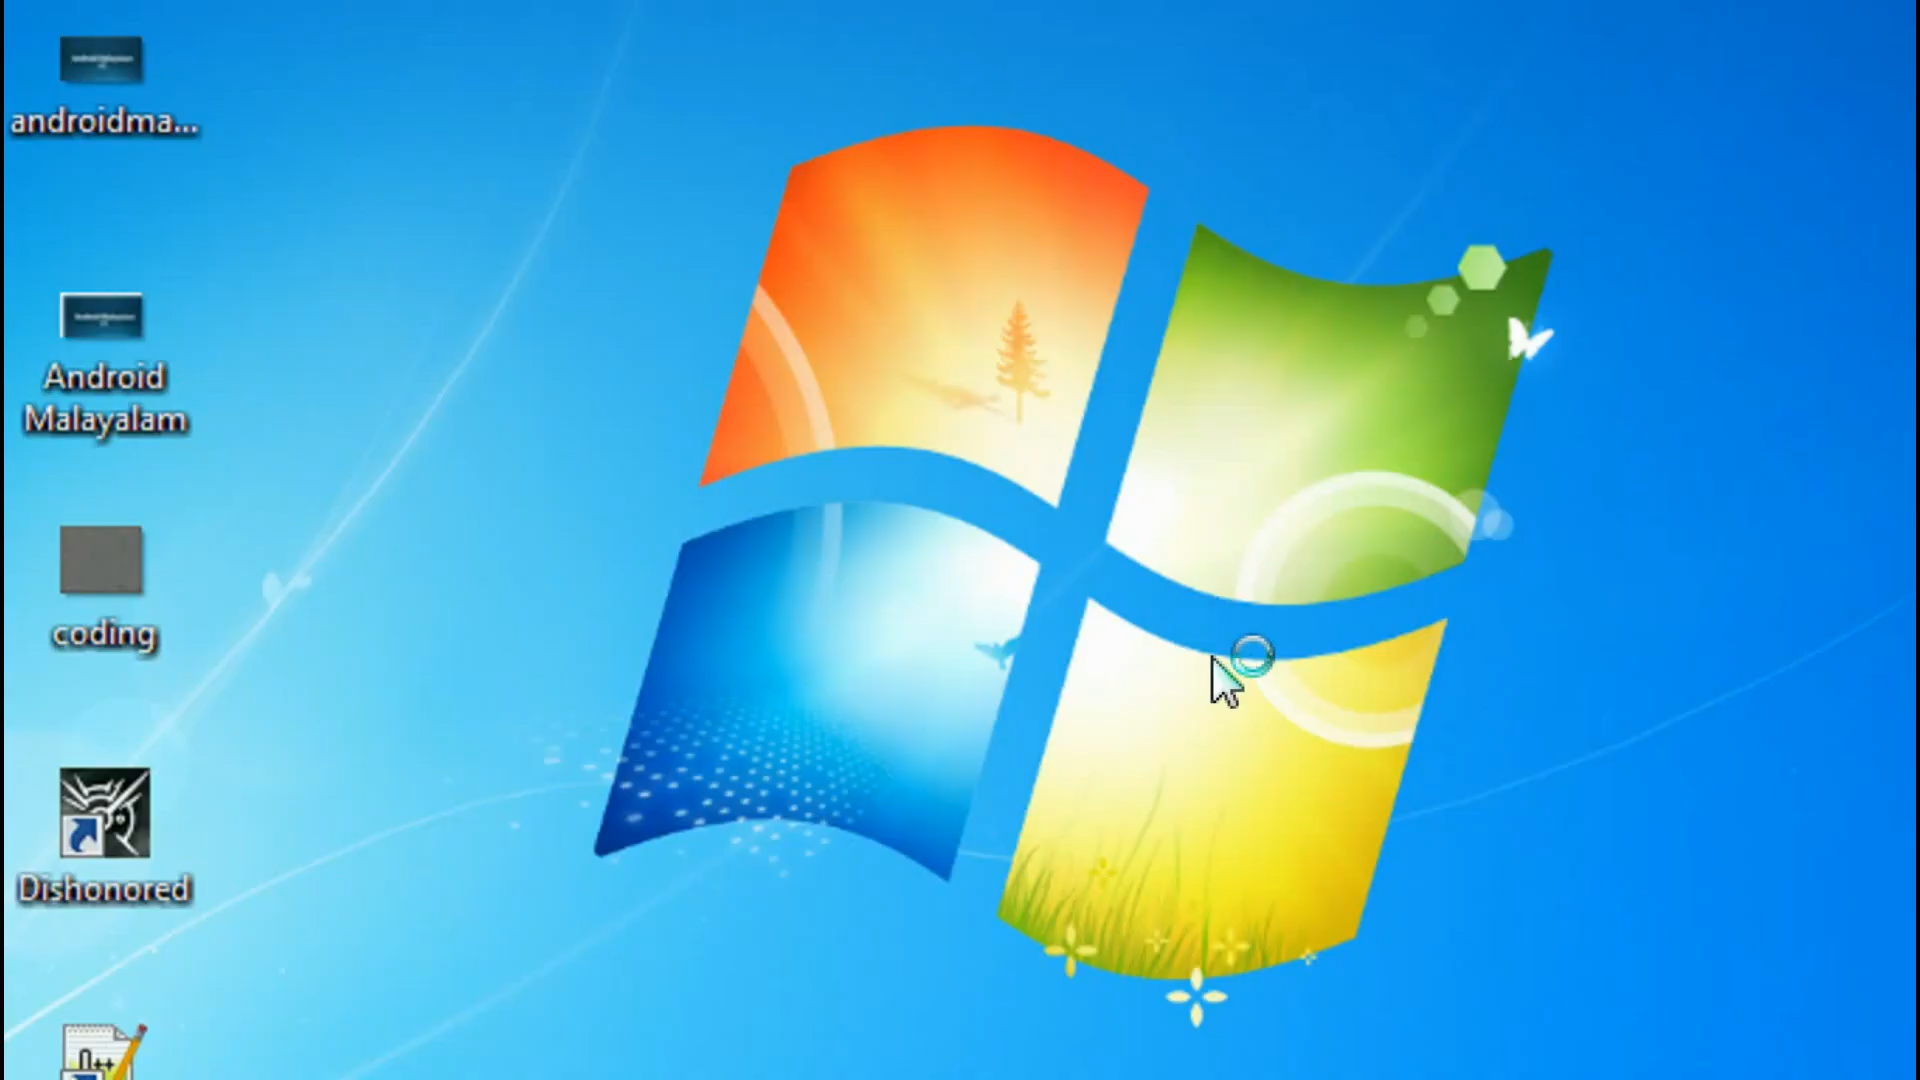 androidma...
Android
Malayalam
coding
Dishonored